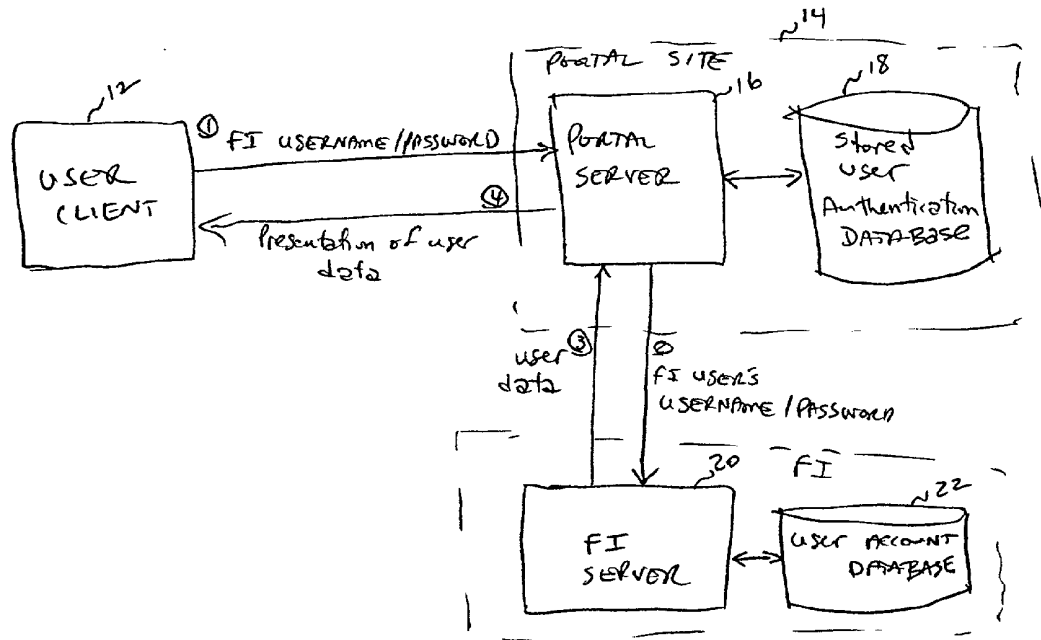 14
PORTAL SITE
12
16
18
① FI USERNAME/PASSWORD
USER
CLIENT
PORTAL
SERVER
Stored
user
Authentication
DATABASE
④
Presentation of user
data
③
user
data
②
FI USER'S
USERNAME/PASSWORD
20
FI
22
FI
SERVER
USER ACCOUNT
DATABASE